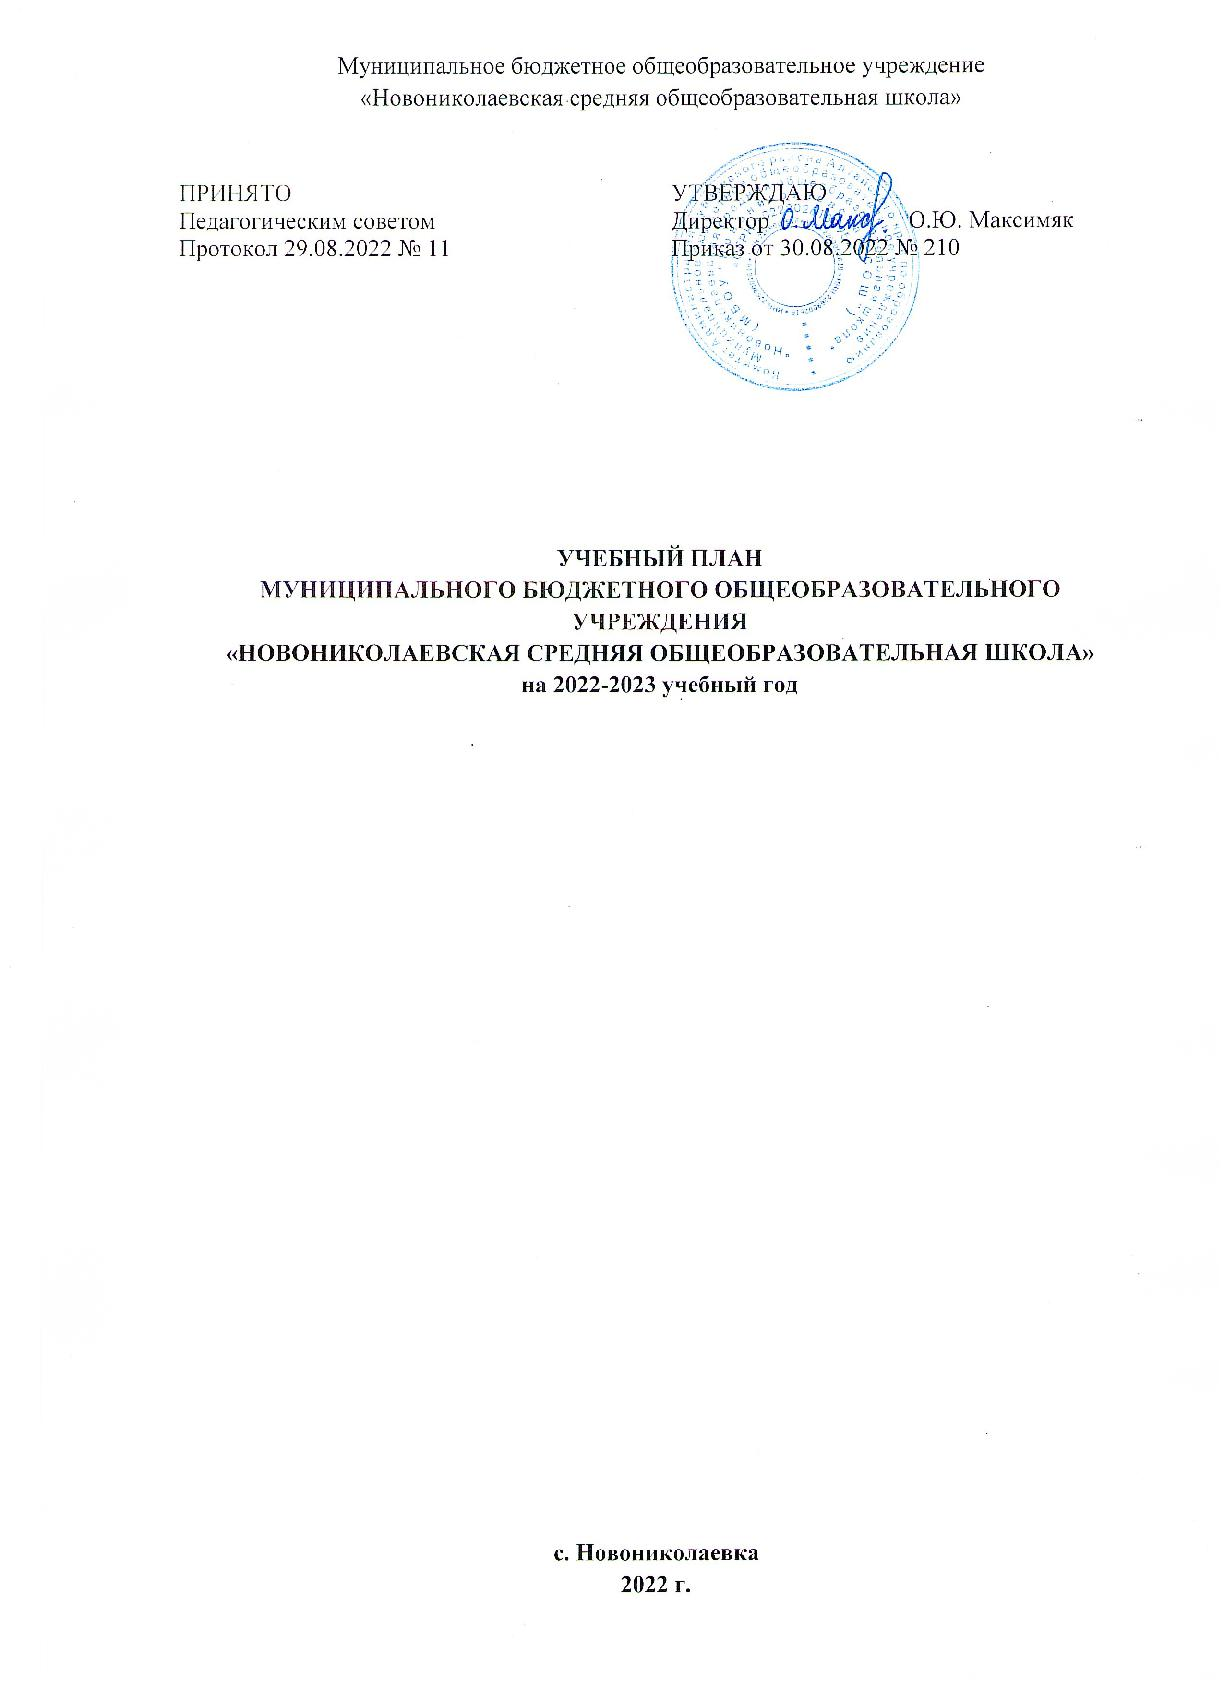 Муниципальное бюджетное общеобразовательное учреждение
«Новониколаевская средняя общеобразовательная школа»
ПРИНЯТО
Педагогическим советом
Протокол 29.08.2022 № 11
УТВЕРЖДАЮ
Директор О.Ю. Максимяк
Приказ от 30.08.2022 № 210
УЧЕБНЫЙ ПЛАН
МУНИЦИПАЛЬНОГО БЮДЖЕТНОГО ОБЩЕОБРАЗОВАТЕЛЬНОГО
УЧРЕЖДЕНИЯ
«НОВОНИКОЛАЕВСКАЯ СРЕДНЯЯ ОБЩЕОБРАЗОВАТЕЛЬНАЯ ШКОЛА»
на 2022-2023 учебный год
с. Новониколаевка
2022 г.